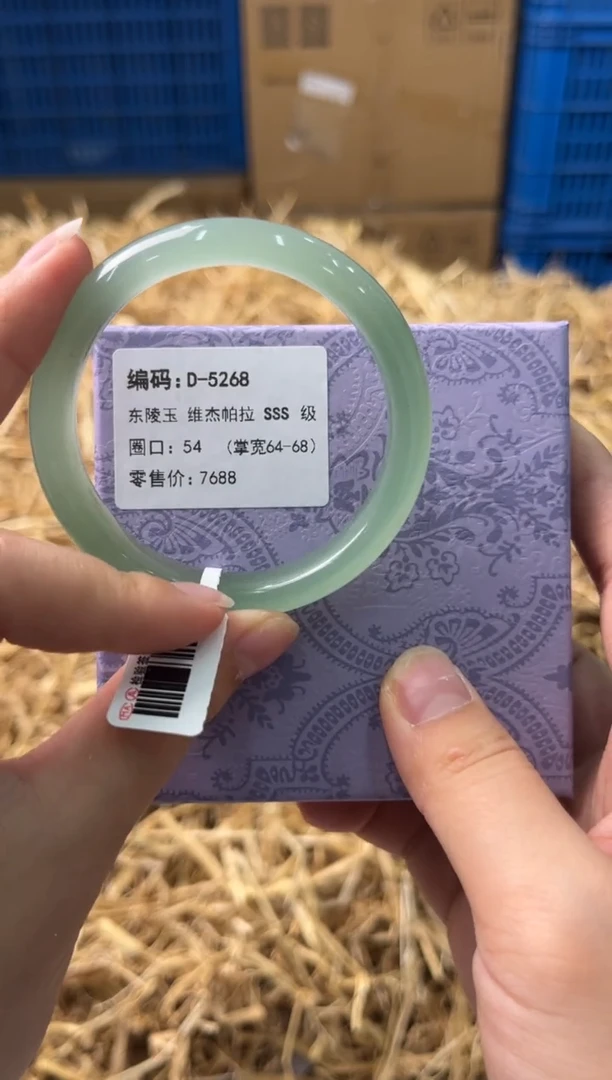 编码：D-5268
东陵玉 维杰帕拉 SSS 级
圈口：54 （掌宽64-68）
零售价：7688